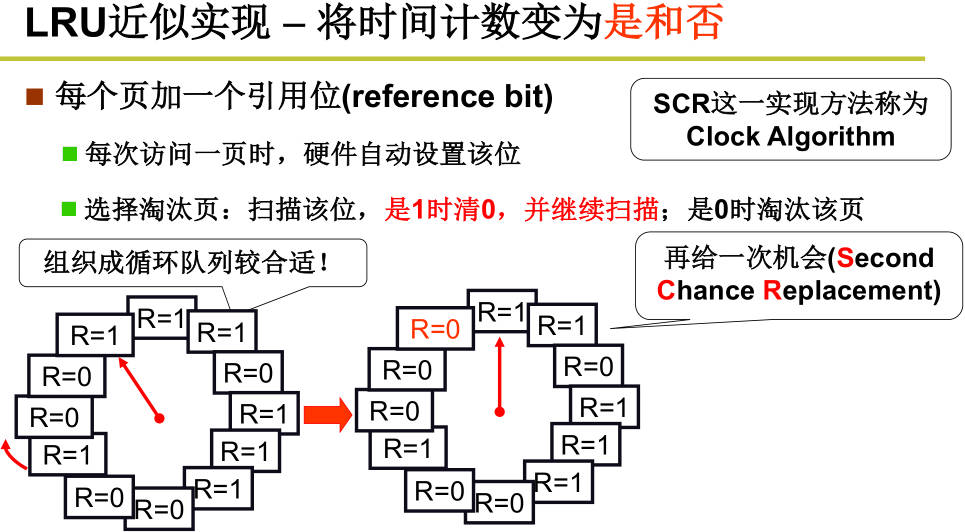 LRU近似实现 – 将时间计数变为是和否
每个页加一个引用位(reference bit)
SCR这一实现方法称为
Clock Algorithm
每次访问一页时，硬件自动设置该位
选择淘汰页：扫描该位，是1时清0，并继续扫描；是0时淘汰该页
组织成循环队列较合适！
再给一次机会(Second
Chance Replacement)
R=1
R=1
R=1
R=0
R=0
R=0
R=1
R=1
R=1
R=0
R=0
R=1
R=0
R=1
R=1
R=0
R=0
R=0
R=1
R=1
R=1
R=0
R=0
R=1